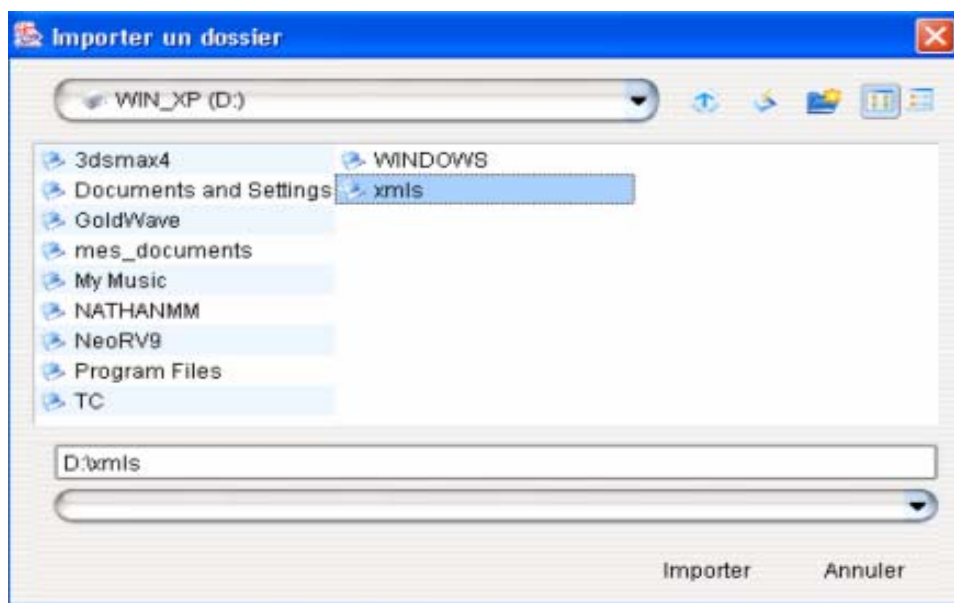 Importer un dossier
WIN_XP (D:)
3dsmax4
Documents and Settings
GoldWave
mes_documents
My Music
NATHANMM
NeoRV9
Program Files
TC
WINDOWS
xmls
D:\xmls
Importer Annuler